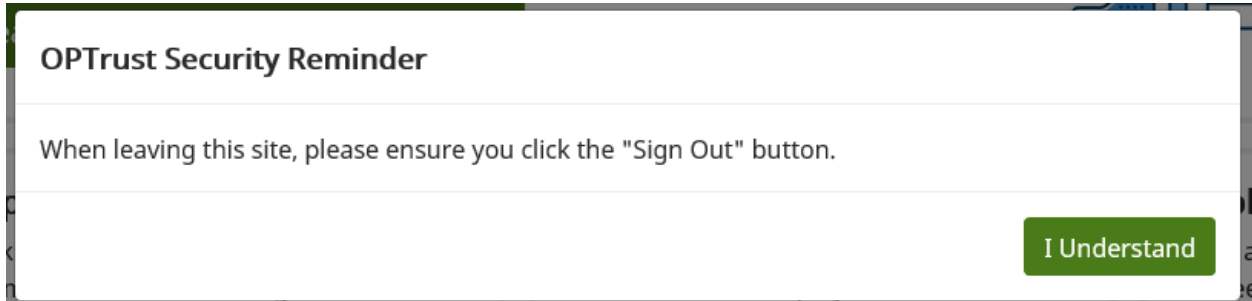 OPTrust Security Reminder
When leaving this site, please ensure you click the "Sign Out" button.
I Understand